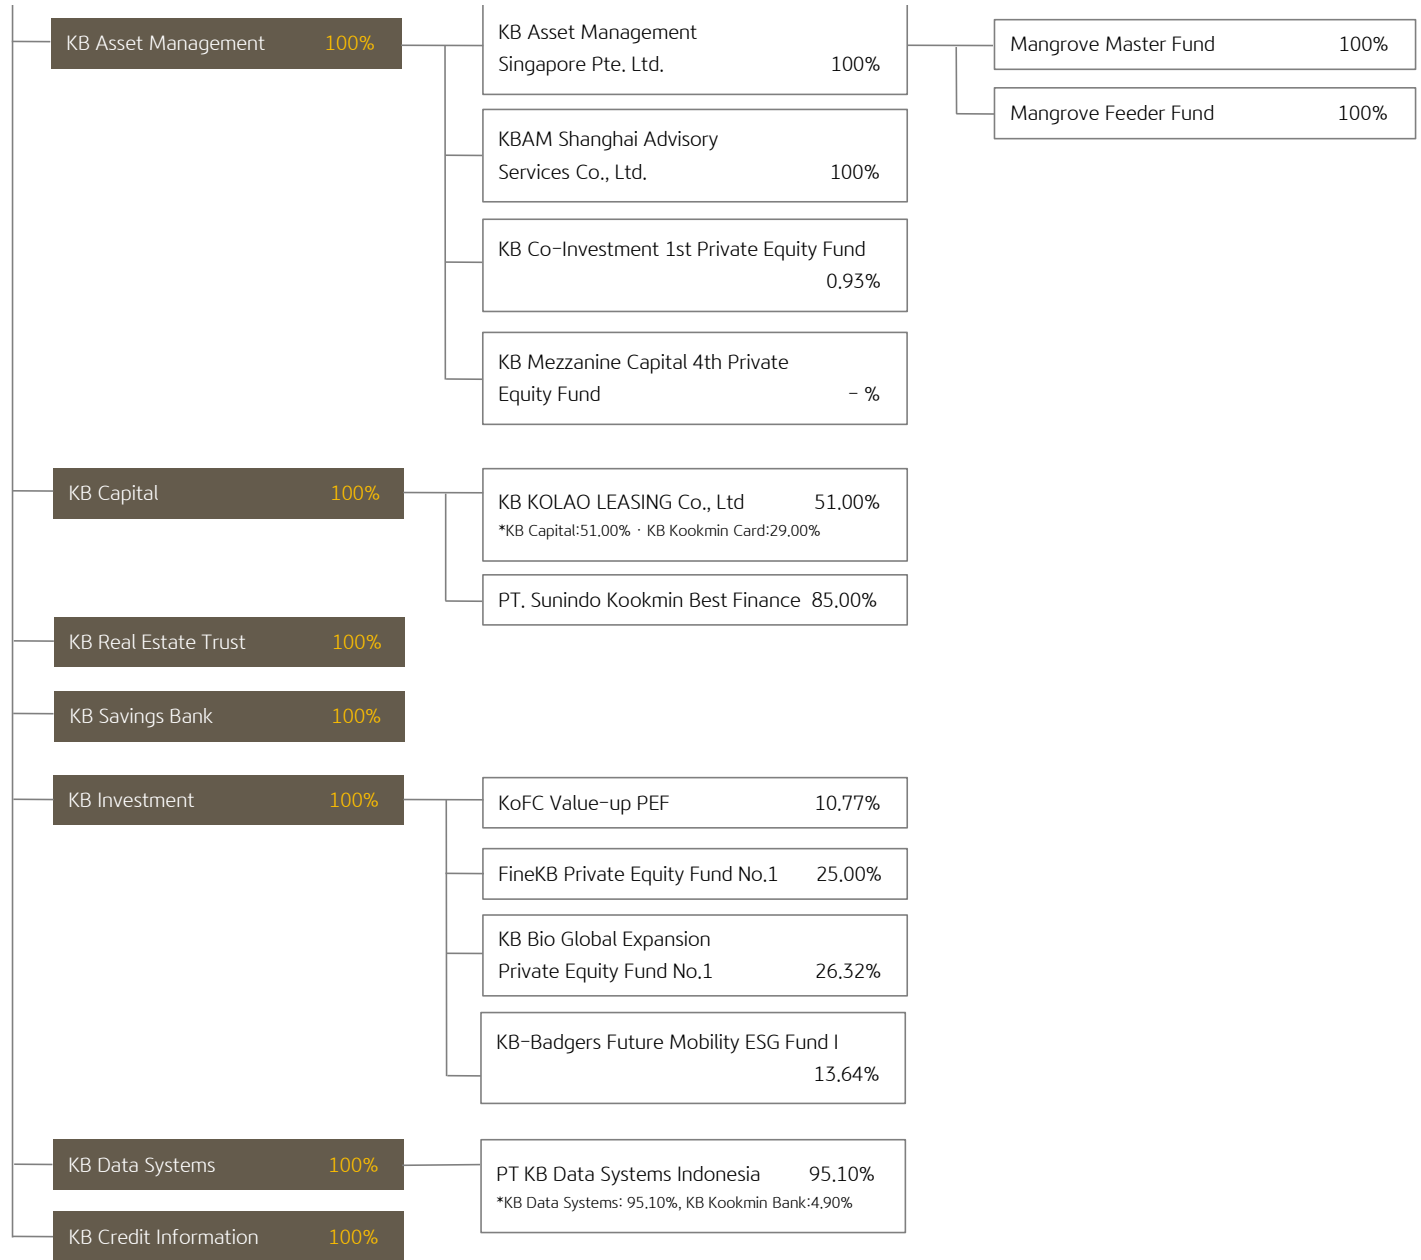 KB Asset Management 100%
KB Asset Management
Singapore Pte. Ltd. 100%
Mangrove Master Fund 100%
Mangrove Feeder Fund 100%
KBAM Shanghai Advisory
Services Co., Ltd. 100%
KB Co-Investment 1st Private Equity Fund
0.93%
KB Mezzanine Capital 4th Private
Equity Fund - %
KB Capital 100%
KB KOLAO LEASING Co., Ltd 51.00%
*KB Capital:51.00% · KB Kookmin Card:29.00%
PT. Sunindo Kookmin Best Finance 85.00%
KB Real Estate Trust 100%
KB Savings Bank 100%
KB Investment 100%
KoFC Value-up PEF 10.77%
FineKB Private Equity Fund No.1 25.00%
KB Bio Global Expansion
Private Equity Fund No.1 26.32%
KB-Badgers Future Mobility ESG Fund I
13.64%
KB Data Systems 100%
PT KB Data Systems Indonesia 95.10%
*KB Data Systems: 95.10%, KB Kookmin Bank:4.90%
KB Credit Information 100%